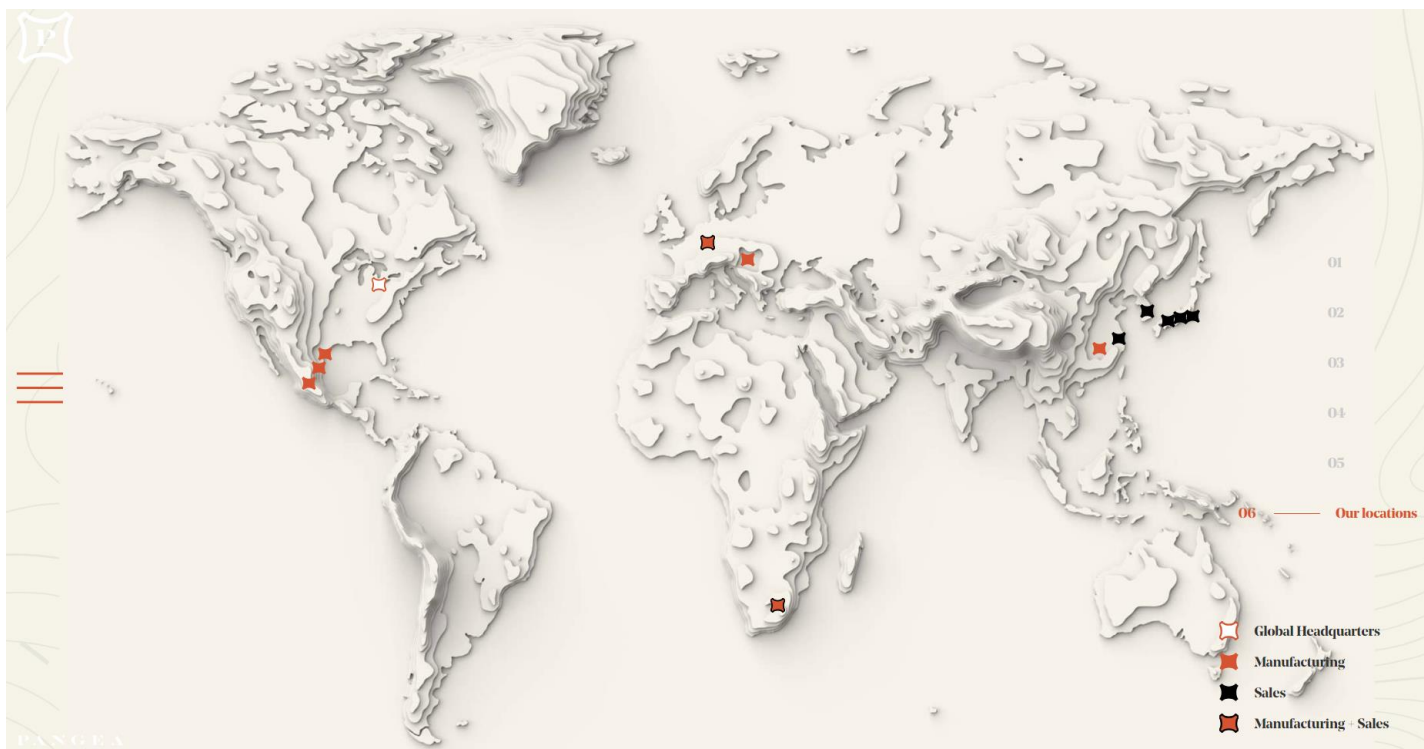 P
01
02
03
04
05
06 Our locations
Global Headquarters
Manufacturing
Sales
Manufacturing + Sales
PANGEA